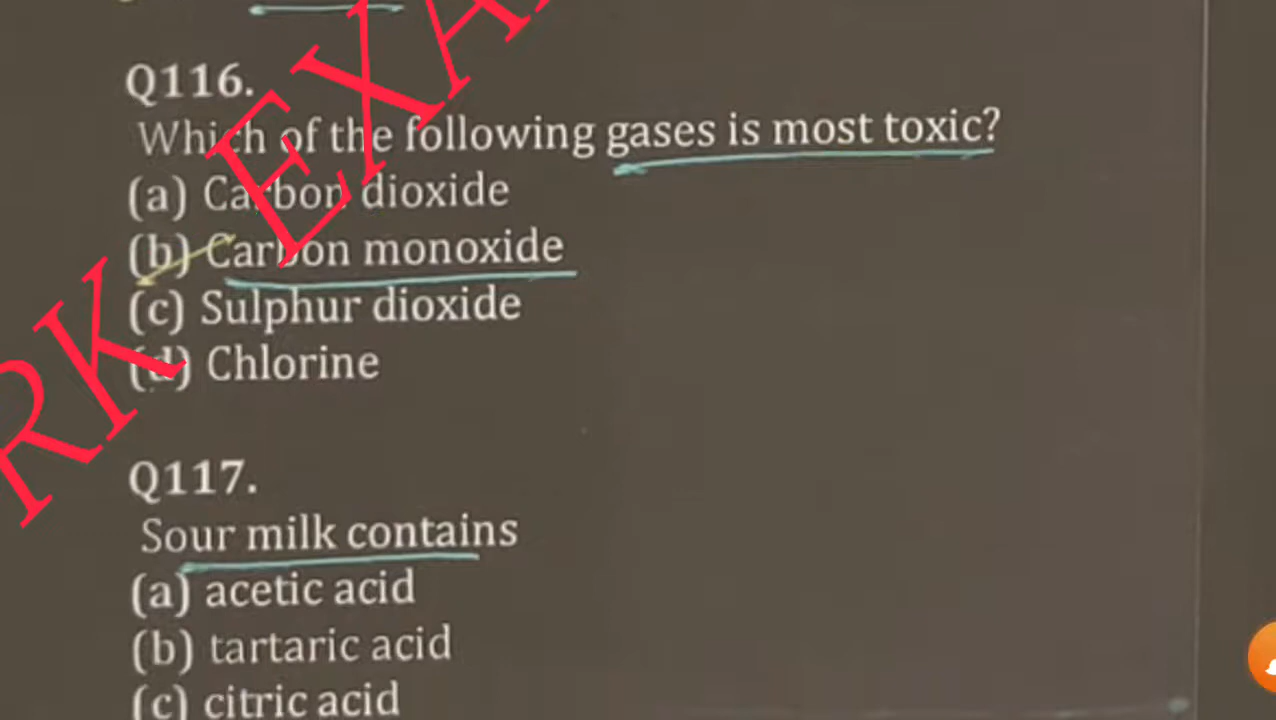 Q116.
Which of the following gases is most toxic?
(a) Carbon dioxide
(b) Carbon monoxide
(c) Sulphur dioxide
(d) Chlorine
Q117.
Sour milk contains
(a) acetic acid
(b) tartaric acid
(c) citric acid
RK EXA